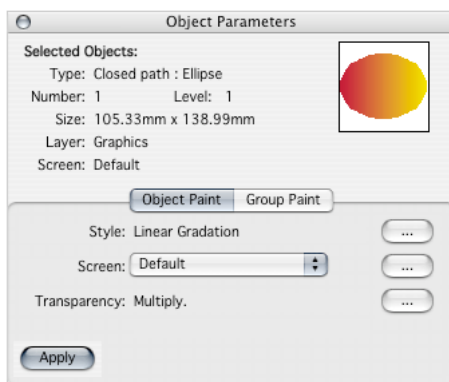 Object Parameters
Selected Objects:
Type: Closed path : Ellipse
Number: 1 Level: 1
Size: 105.33mm x 138.99mm
Layer: Graphics
Screen: Default
Object Paint Group Paint
Style: Linear Gradation ...
Screen: Default ...
Transparency: Multiply. ...
Apply